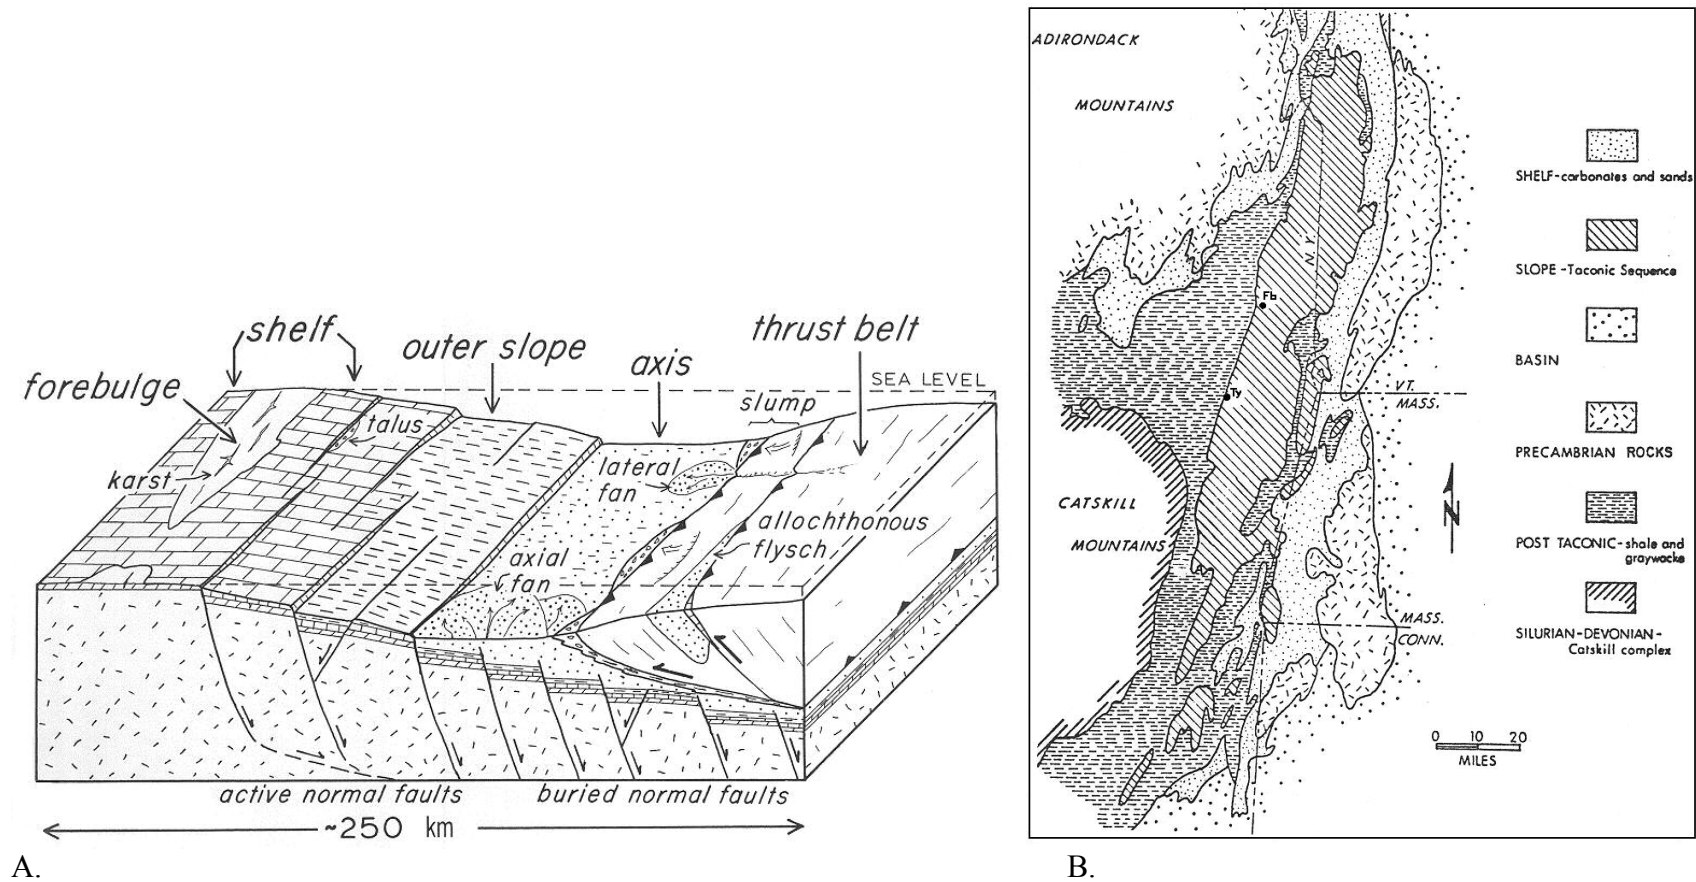 shelf
forebulge
outer slope
axis
thrust belt
SEA LEVEL
slump
talus
karst
lateral
fan
axial
fan
allochthonous
flysch
active normal faults
buried normal faults
~250 km
A.
ADIRONDACK
MOUNTAINS
N.Y.
Fb
Ty
VT.
MASS.
CATSKILL
MOUNTAINS
MASS.
CONN.
SHELF-carbonates and sands
SLOPE-Taconic Sequence
BASIN
PRECAMBRIAN ROCKS
POST TACONIC-shale and
graywacke
SILURIAN-DEVONIAN-
Catskill complex
N
0 10 20
MILES
B.